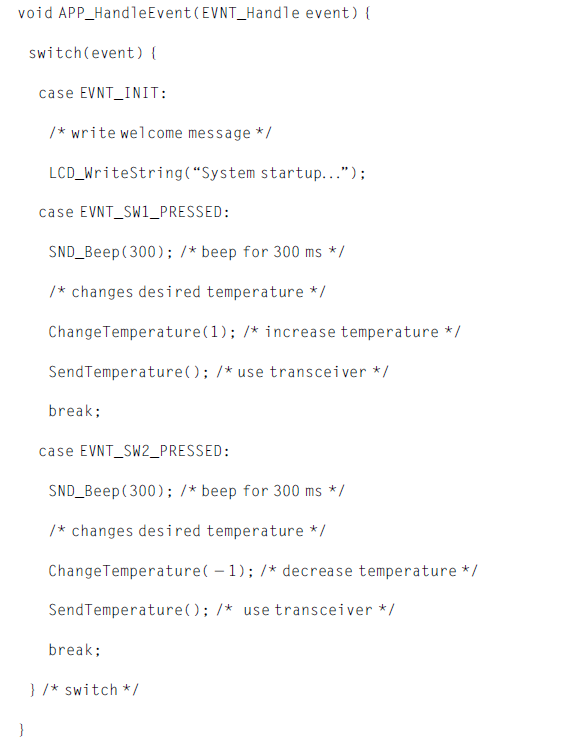 void APP_HandleEvent(EVNT_Handle event) {
switch(event) {
case EVNT_INIT:
/* write welcome message */
LCD_WriteString(“System startup...”);
case EVNT_SW1_PRESSED:
SND_Beep(300); /* beep for 300 ms */
/* changes desired temperature */
ChangeTemperature(1); /* increase temperature */
SendTemperature(); /* use transceiver */
break;
case EVNT_SW2_PRESSED:
SND_Beep(300); /* beep for 300 ms */
/* changes desired temperature */
ChangeTemperature( – 1); /* decrease temperature */
SendTemperature(); /* use transceiver */
break;
} /* switch */
}